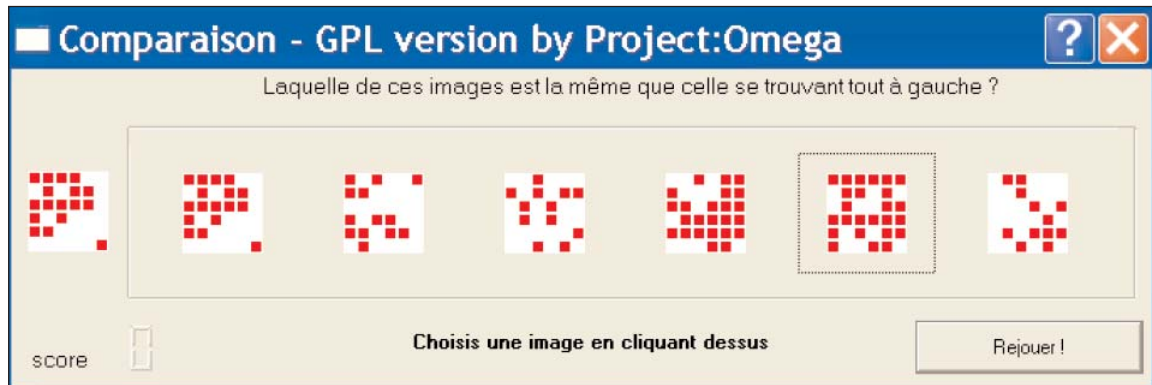 Comparaison - GPL version by Project:Omega
Laquelle de ces images est la même que celle se trouvant tout à gauche ?
Choisis une image en cliquant dessus
score 0
Rejouer !